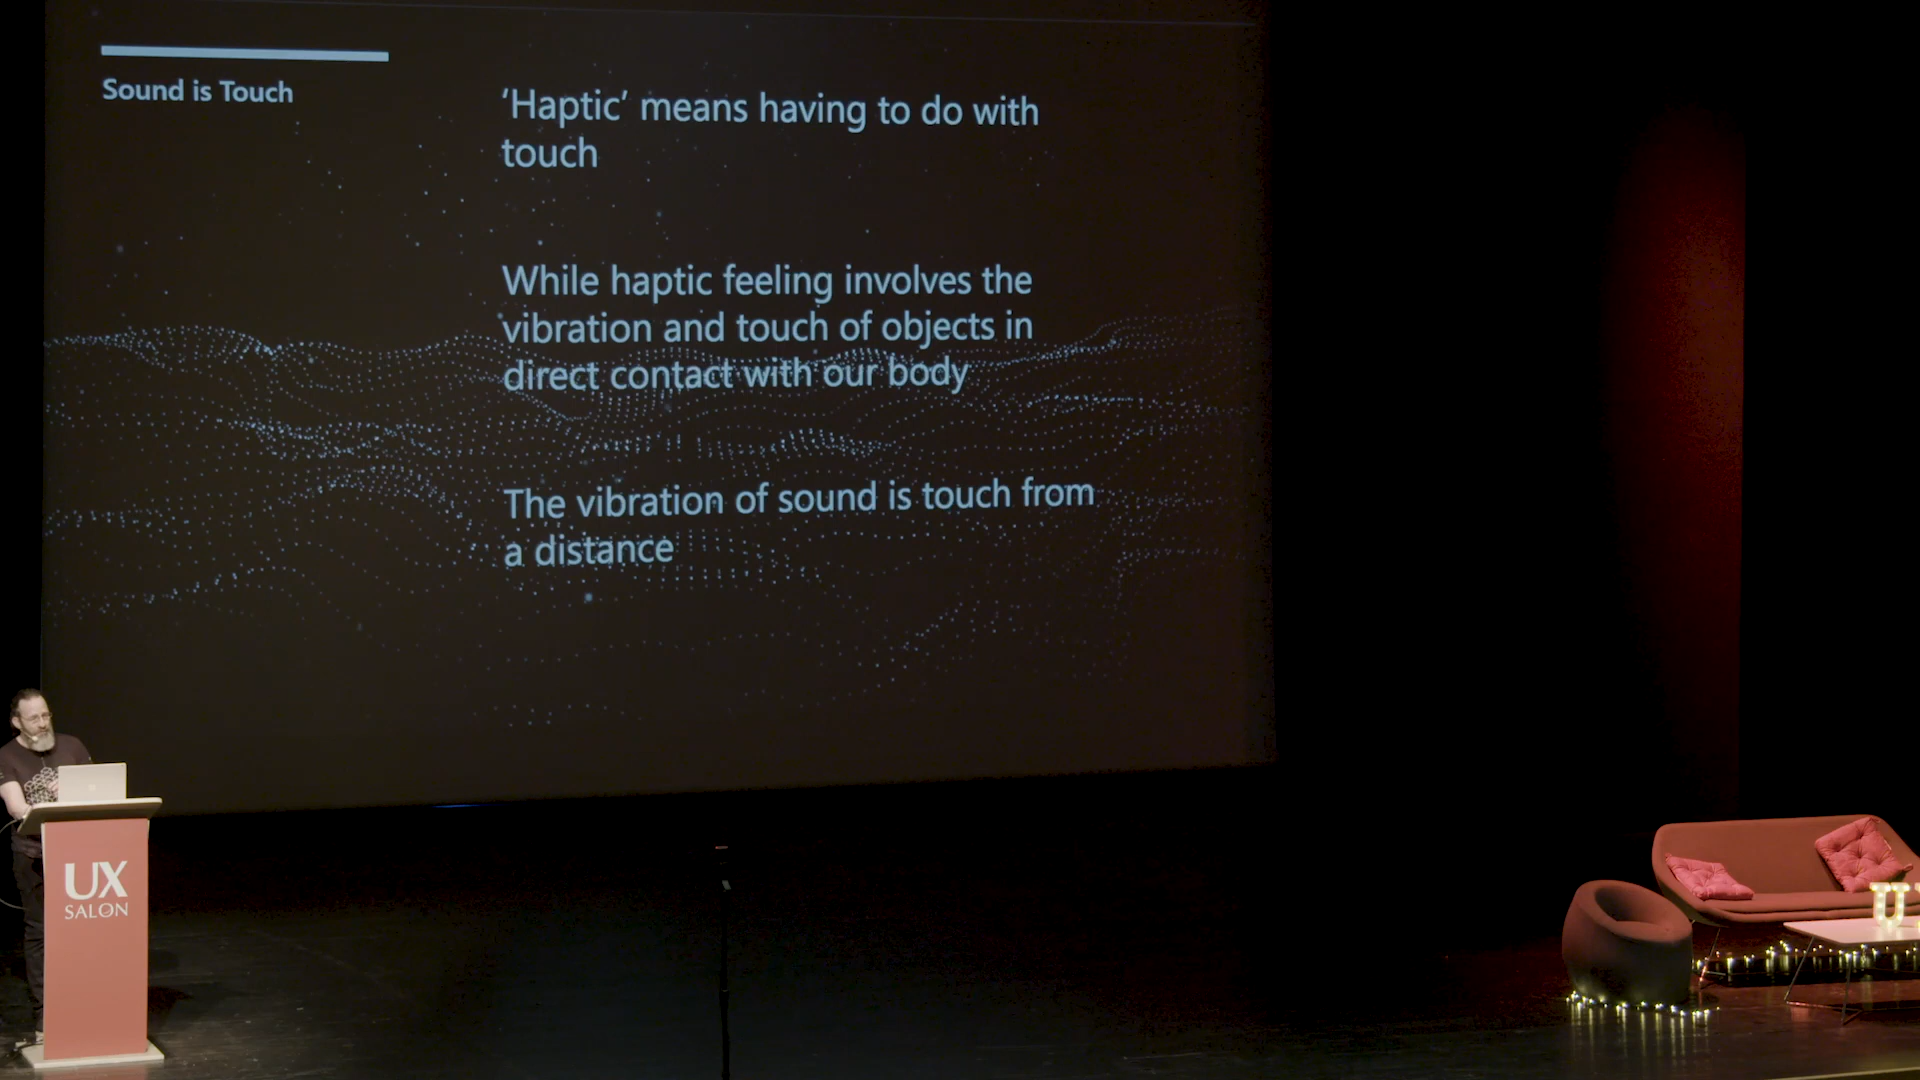 Sound is Touch
‘Haptic’ means having to do with
touch
While haptic feeling involves the
vibration and touch of objects in
direct contact with our body
The vibration of sound is touch from
a distance
UX
SALON
U